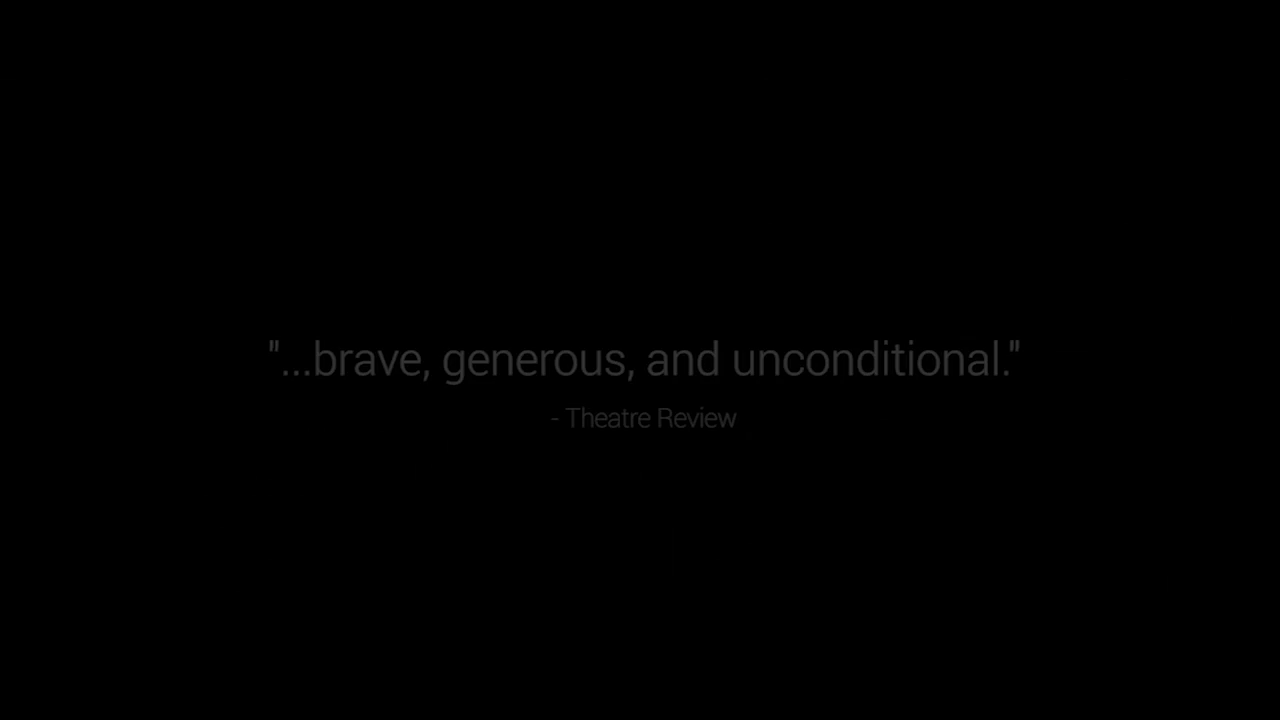 "...brave, generous, and unconditional."
- Theatre Review